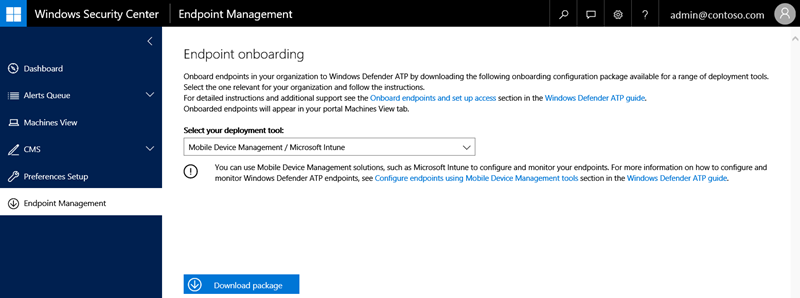 Windows Security Center Endpoint Management ? admin@contoso.com
Dashboard
Alerts Queue
Machines View
CMS
Preferences Setup
Endpoint Management
Endpoint onboarding
Onboard endpoints in your organization to Windows Defender ATP by downloading the following onboarding configuration package available for a range of deployment tools.
Select the one relevant for your organization and follow the instructions.
For detailed instructions and additional support see the Onboard endpoints and set up access section in the Windows Defender ATP guide.
Onboarded endpoints will appear in your portal Machines View tab.
Select your deployment tool:
Mobile Device Management / Microsoft Intune
You can use Mobile Device Management solutions, such as Microsoft Intune to configure and monitor your endpoints. For more information on how to configure and
monitor Windows Defender ATP endpoints, see Configure endpoints using Mobile Device Management tools section in the Windows Defender ATP guide.
Download package